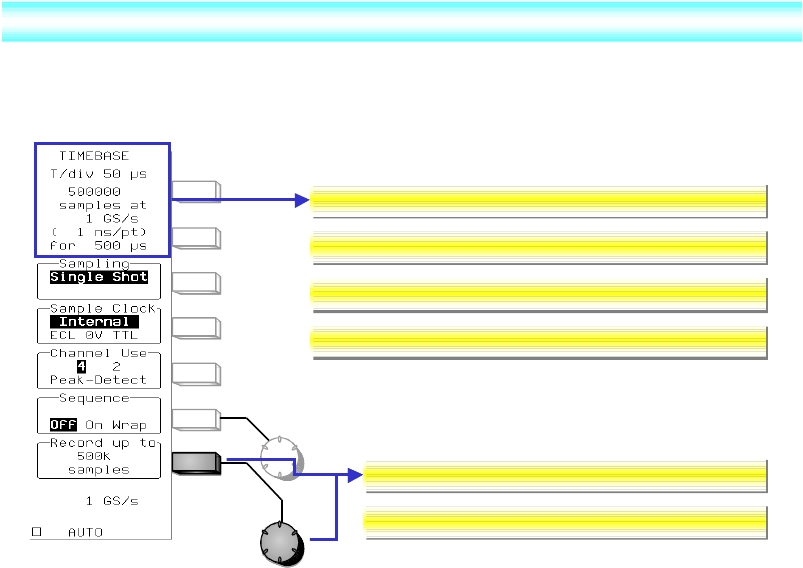 TIMEBASE
T/div 50 µs
500000
samples at
1 GS/s
( 1 ns/pt)
for 500 µs
Sampling
Single Shot
Sample Clock
Internal
ECL 0V TTL
Channel Use
4 2
Peak-Detect
Sequence
Off On Wrap
Record up to
500K
samples
1 GS/s
AUTO